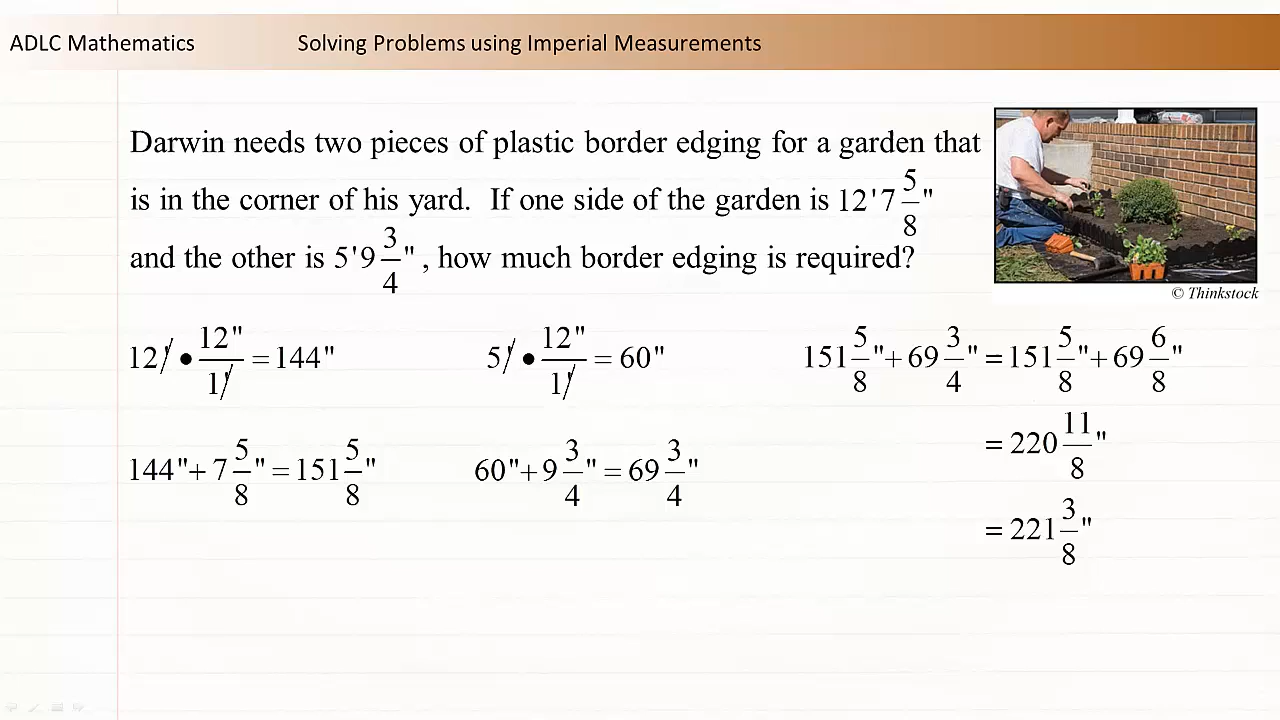 ADLC Mathematics Solving Problems using Imperial Measurements
Darwin needs two pieces of plastic border edging for a garden that
is in the corner of his yard. If one side of the garden is 12'7 5/8"
and the other is 5'9 3/4", how much border edging is required?
© Thinkstock
12' • 12"/1' = 144"
5' • 12"/1' = 60"
151 5/8" + 69 3/4" = 151 5/8" + 69 6/8"
= 220 11/8"
144" + 7 5/8" = 151 5/8"
60" + 9 3/4" = 69 3/4"
= 221 3/8"